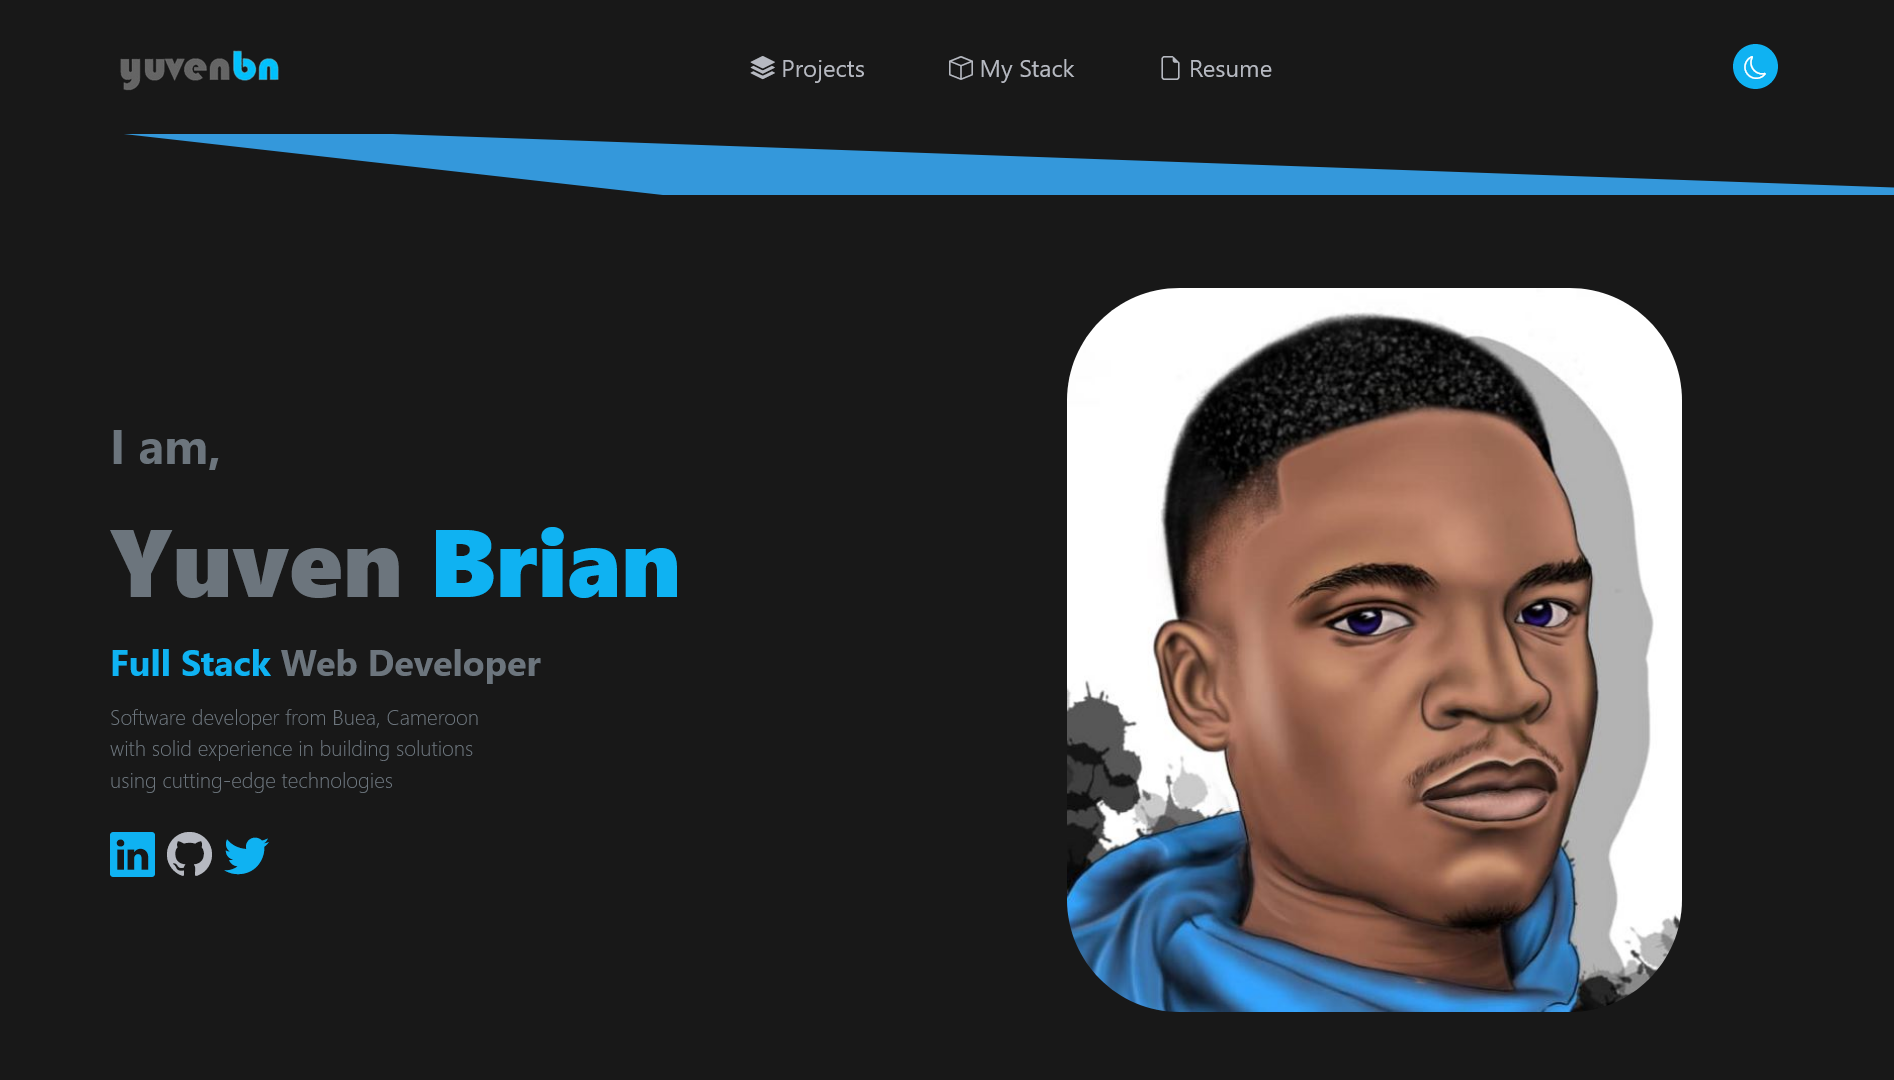 yuvenbn
Projects
My Stack
Resume
I am,
Yuven Brian
Full Stack Web Developer
Software developer from Buea, Cameroon
with solid experience in building solutions
using cutting-edge technologies
in